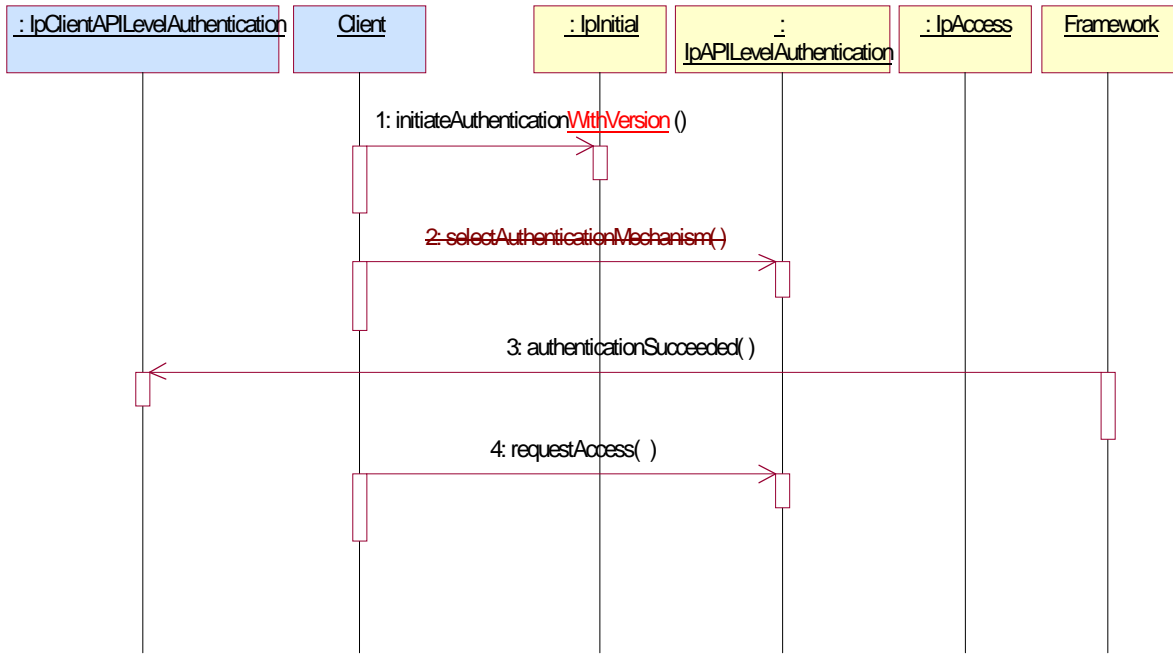 : IpClientAPILevelAuthentication
Client
: IpInitial
:
IpAPILevelAuthentication
: IpAccess
Framework
1: initiateAuthenticationWithVersion ()
2: selectAuthenticationMechanism( )
3: authenticationSucceeded( )
4: requestAccess( )